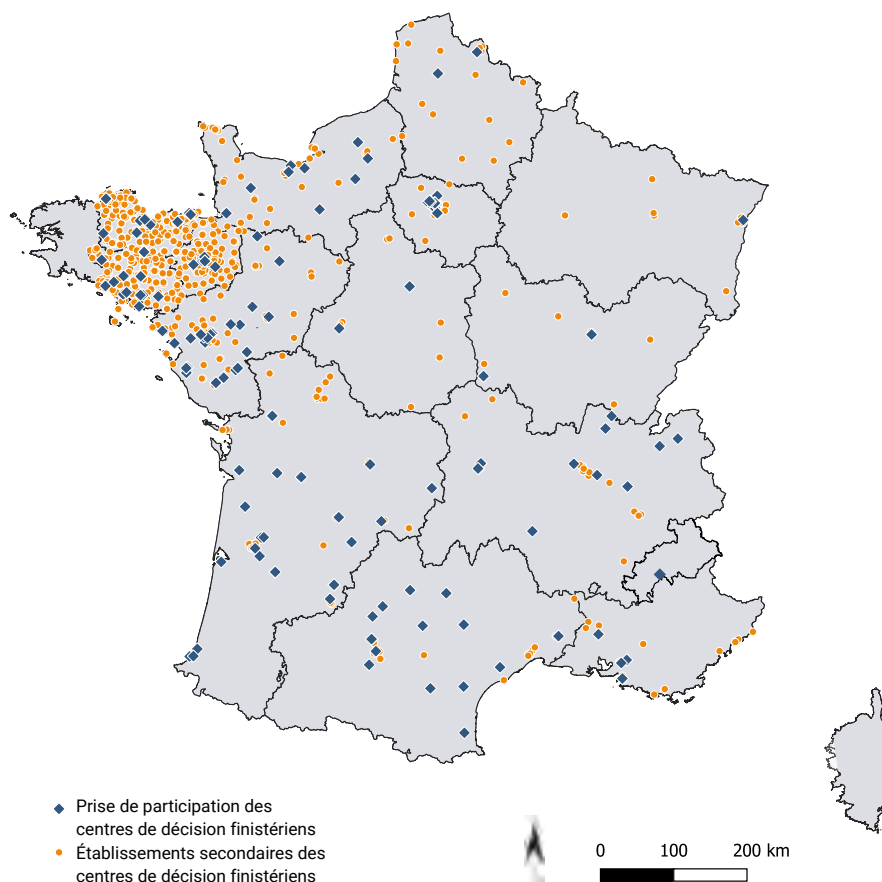 Prise de participation des
centres de décision finistériens
Établissements secondaires des
centres de décision finistériens
0 100 200 km